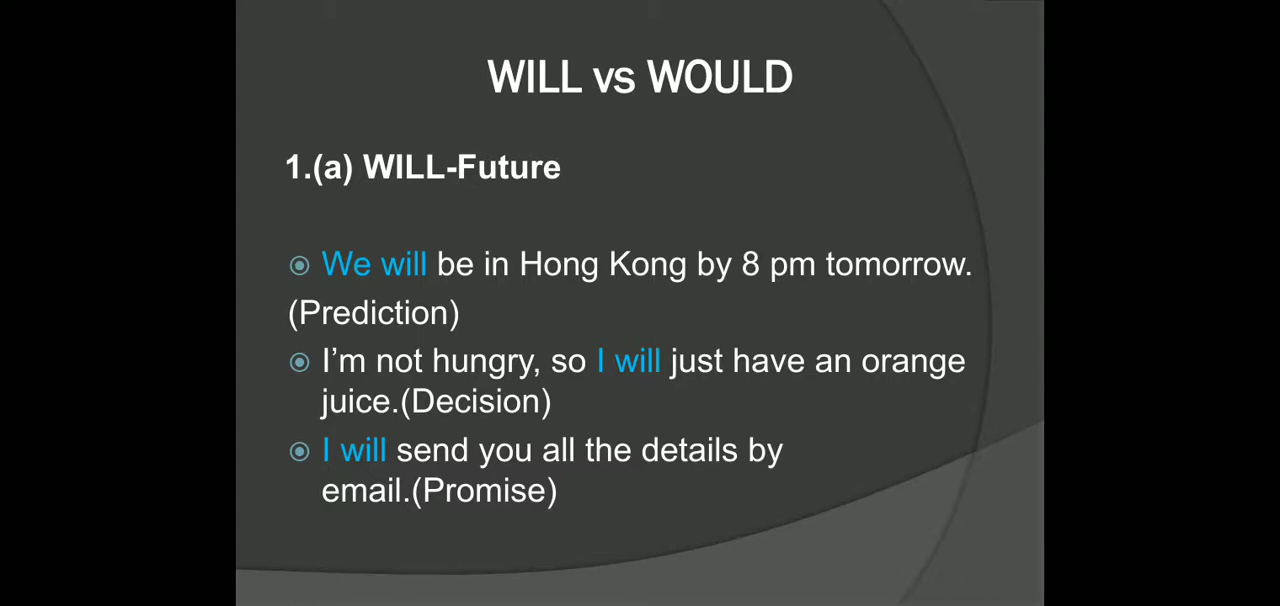 WILL vs WOULD
1.(a) WILL-Future
We will be in Hong Kong by 8 pm tomorrow.
(Prediction)
I’m not hungry, so I will just have an orange
juice.(Decision)
I will send you all the details by
email.(Promise)